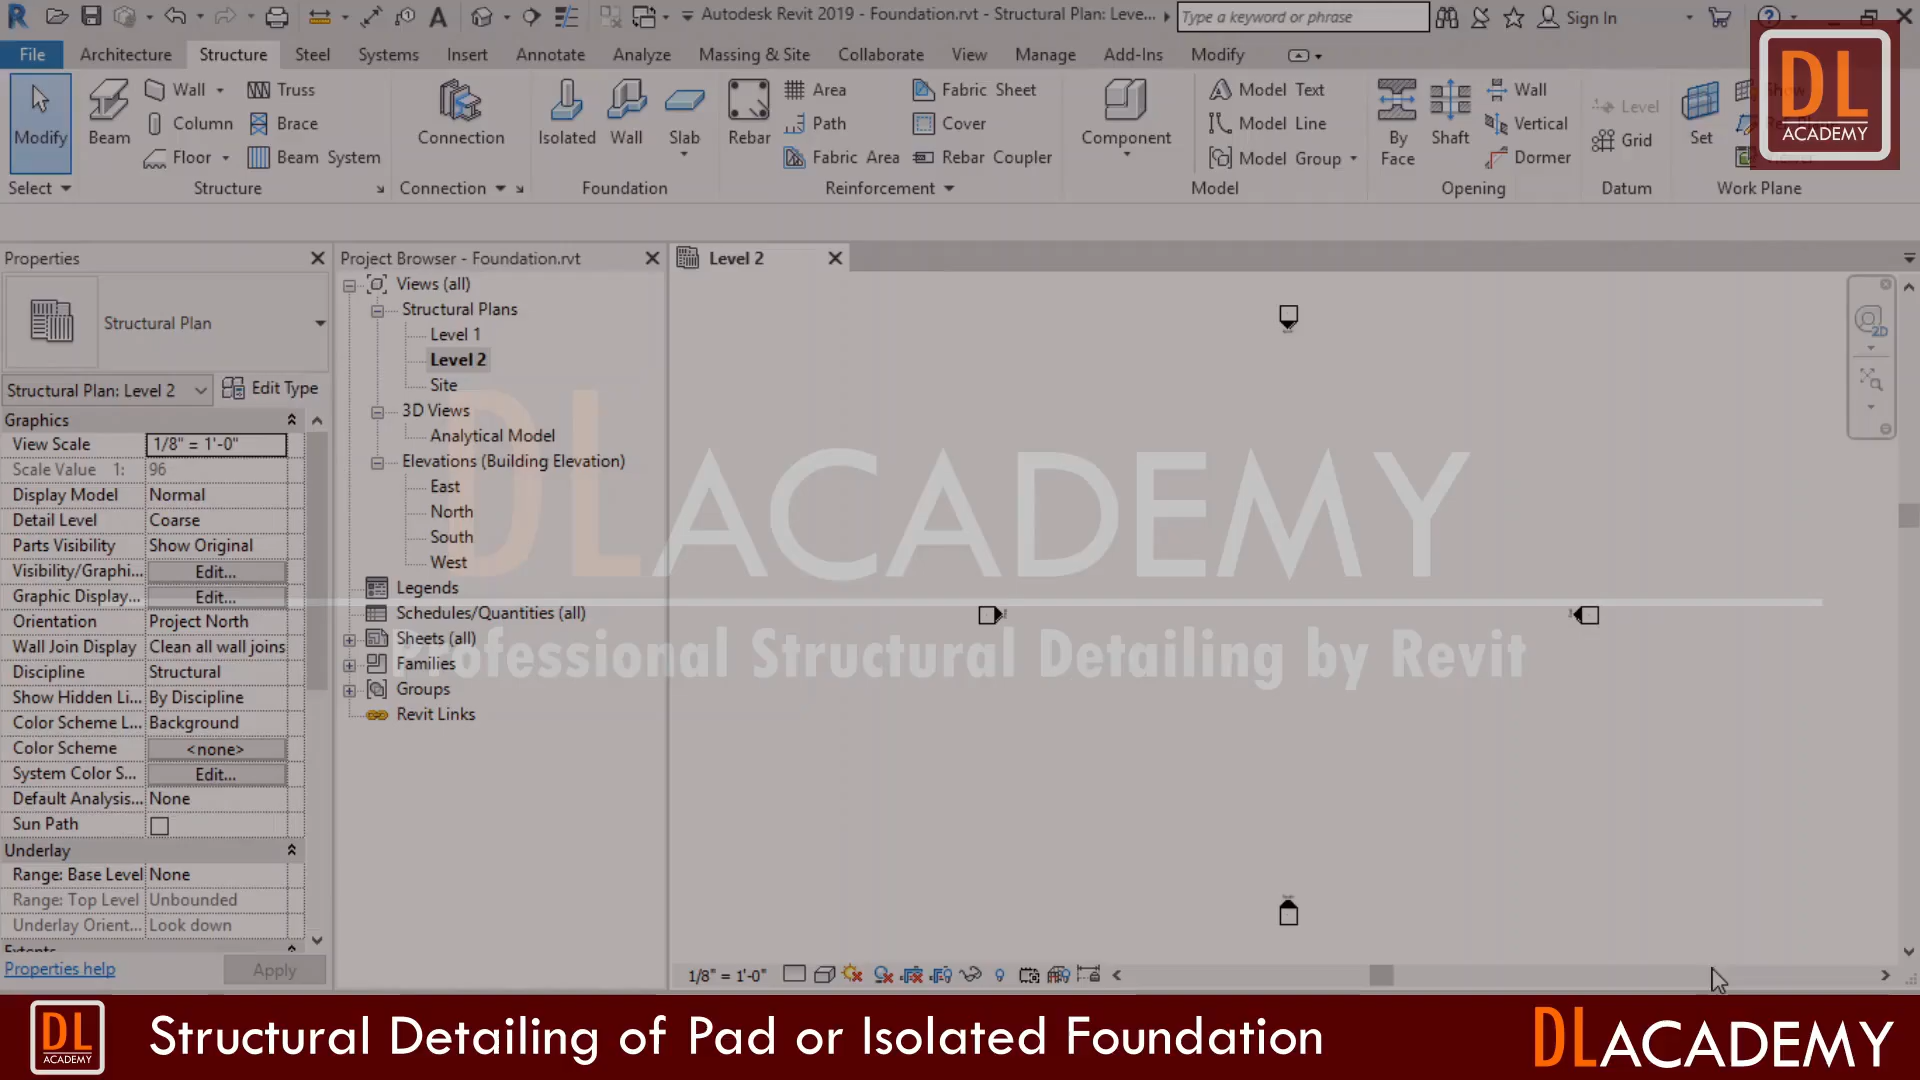 Autodesk Revit 2019 - Foundation.rvt - Structural Plan: Leve...
Type a keyword or phrase
Sign In
File Architecture Structure Steel Systems Insert Annotate Analyze Massing & Site Collaborate View Manage Add-Ins Modify
Modify
Beam
Wall
Column
Floor
Truss
Brace
Beam System
Connection
Isolated
Wall
Slab
Rebar
Area
Path
Fabric Area
Fabric Sheet
Cover
Rebar Coupler
Component
Model Text
Model Line
Model Group
By
Face
Shaft
Wall
Vertical
Dormer
Level
Grid
Set
DL
ACADEMY
Select
Structure
Connection
Foundation
Reinforcement
Model
Opening
Datum
Work Plane
Properties
Structural Plan
Structural Plan: Level 2
Edit Type
Graphics
View Scale 1/8" = 1'-0"
Scale Value 1: 96
Display Model Normal
Detail Level Coarse
Parts Visibility Show Original
Visibility/Graphi... Edit...
Graphic Display... Edit...
Orientation Project North
Wall Join Display Clean all wall joins
Discipline Structural
Show Hidden Li... By Discipline
Color Scheme L... Background
Color Scheme <none>
System Color S... Edit...
Default Analysis... None
Sun Path
Underlay
Range: Base Level None
Range: Top Level Unbounded
Underlay Orient... Look down
Extents
Properties help
Apply
Project Browser - Foundation.rvt
Views (all)
Structural Plans
Level 1
Level 2
Site
3D Views
Analytical Model
Elevations (Building Elevation)
East
North
South
West
Legends
Schedules/Quantities (all)
Sheets (all)
Families
Groups
Revit Links
Level 2
2D
DLACADEMY
Professional Structural Detailing by Revit
1/8" = 1'-0"
DL
ACADEMY
Structural Detailing of Pad or Isolated Foundation
DLACADEMY